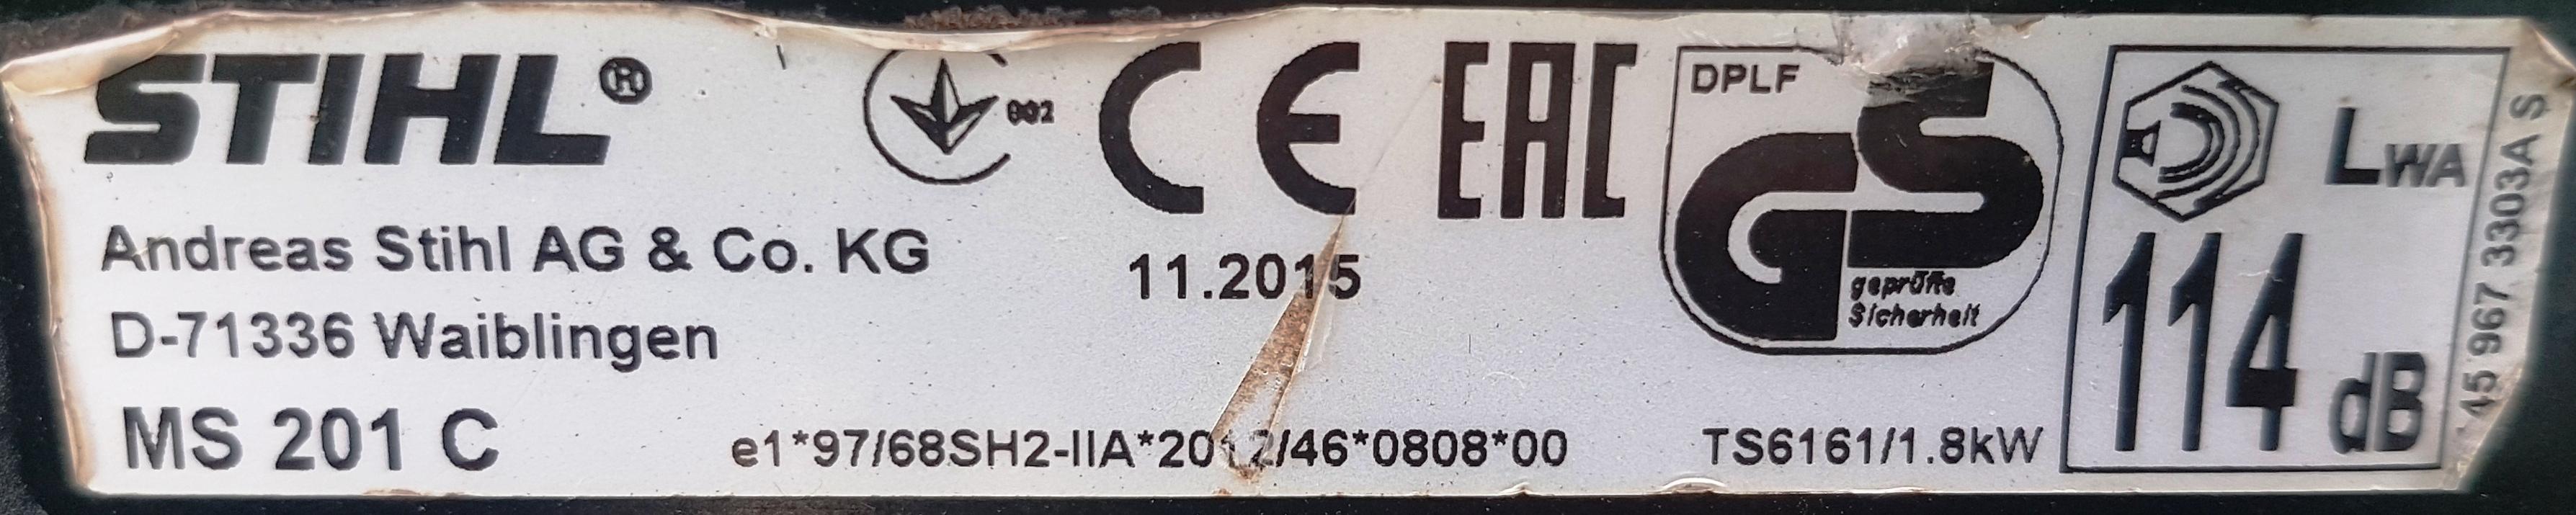 STIHL®
Andreas Stihl AG & Co. KG
D-71336 Waiblingen
MS 201 C
002
CE
EAC
11.2015
e1*97/68SH2-IIA*2012/46*0808*00
DPLF
GS
geprüfte
Sicherheit
TS6161/1.8kW
LWA
114
dB
45 967 3303A S